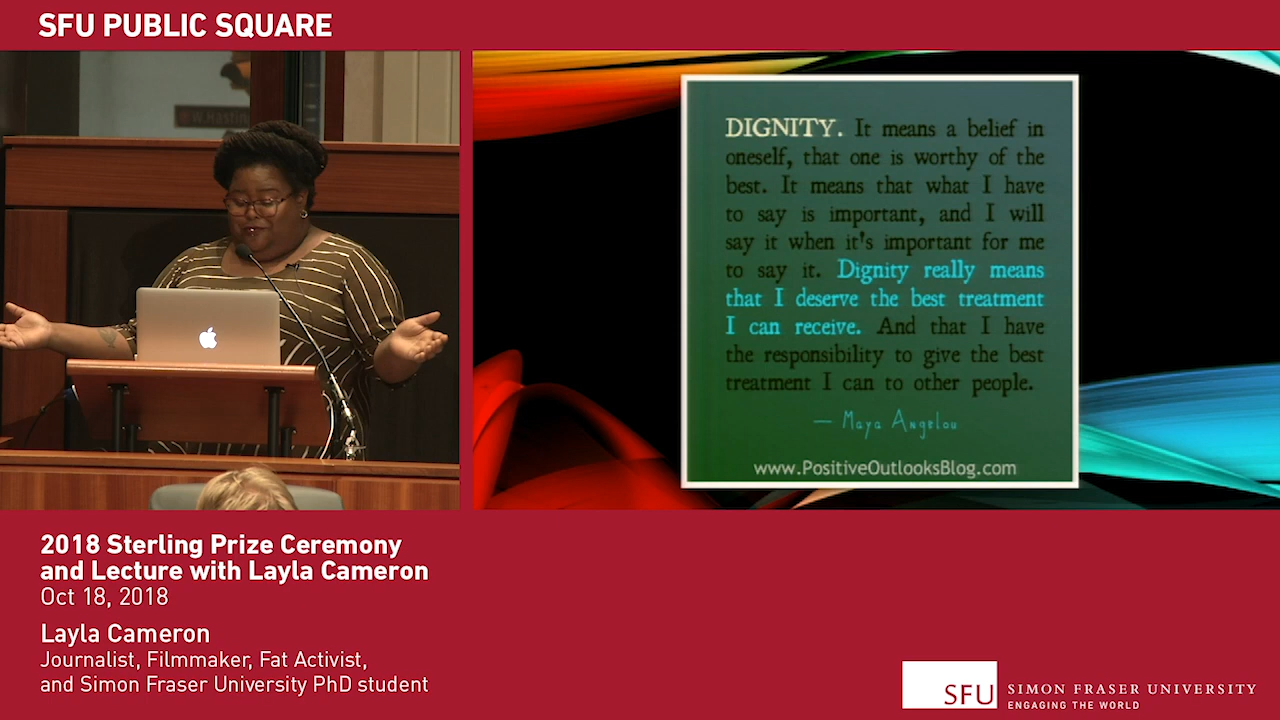 SFU PUBLIC SQUARE
W.Hastin
DIGNITY. It means a belief in
oneself, that one is worthy of the
best. It means that what I have
to say is important, and I will
say it when it's important for me
to say it. Dignity really means
that I deserve the best treatment
I can receive. And that I have
the responsibility to give the best
treatment I can to other people.
— Maya Angelou
www.PositiveOutlooksBlog.com
2018 Sterling Prize Ceremony
and Lecture with Layla Cameron
Oct 18, 2018
Layla Cameron
Journalist, Filmmaker, Fat Activist,
and Simon Fraser University PhD student
SFU
SIMON FRASER UNIVERSITY
ENGAGING THE WORLD